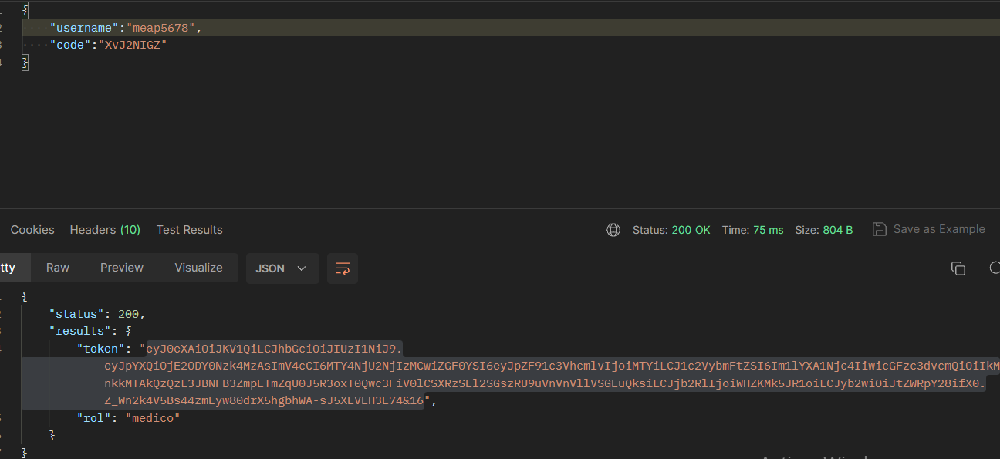 {
"username":"meap5678",
"code":"XvJ2NIGZ"
}
Cookies Headers (10) Test Results Status: 200 OK Time: 75 ms Size: 804 B Save as Example
tty Raw Preview Visualize JSON
{
"status": 200,
"results": {
"token": "eyJ0eXAiOiJKV1QiLCJhbGciOiJIUzI1NiJ9.
eyJpYXQiOjE2ODY0Nzk4MzAsImV4cCI6MTY4NjU2NjIzMCwiZGF0YSI6eyJpZF91c3VhcmlvIjoiMTYiLCJ1c2VybmFtZSI6Im1lYXA1Njc4IiwicGFzc3dvcmQiOiIkM
nkkMTAkQzQzL3JBNFB3ZmpETmZqU0J5R3oxT0Qwc3FiV0lCSXRzSEl2SGszRU9uVnVnVllVSGEuQksiLCJjb2RlIjoiWHZKMk5JR1oiLCJyb2wiOiJtZWRpY28ifX0.
Z_Wn2k4V5Bs44zmEyw80drX5hgbhWA-sJ5XEVEH3E74&16",
"rol": "medico"
}
}